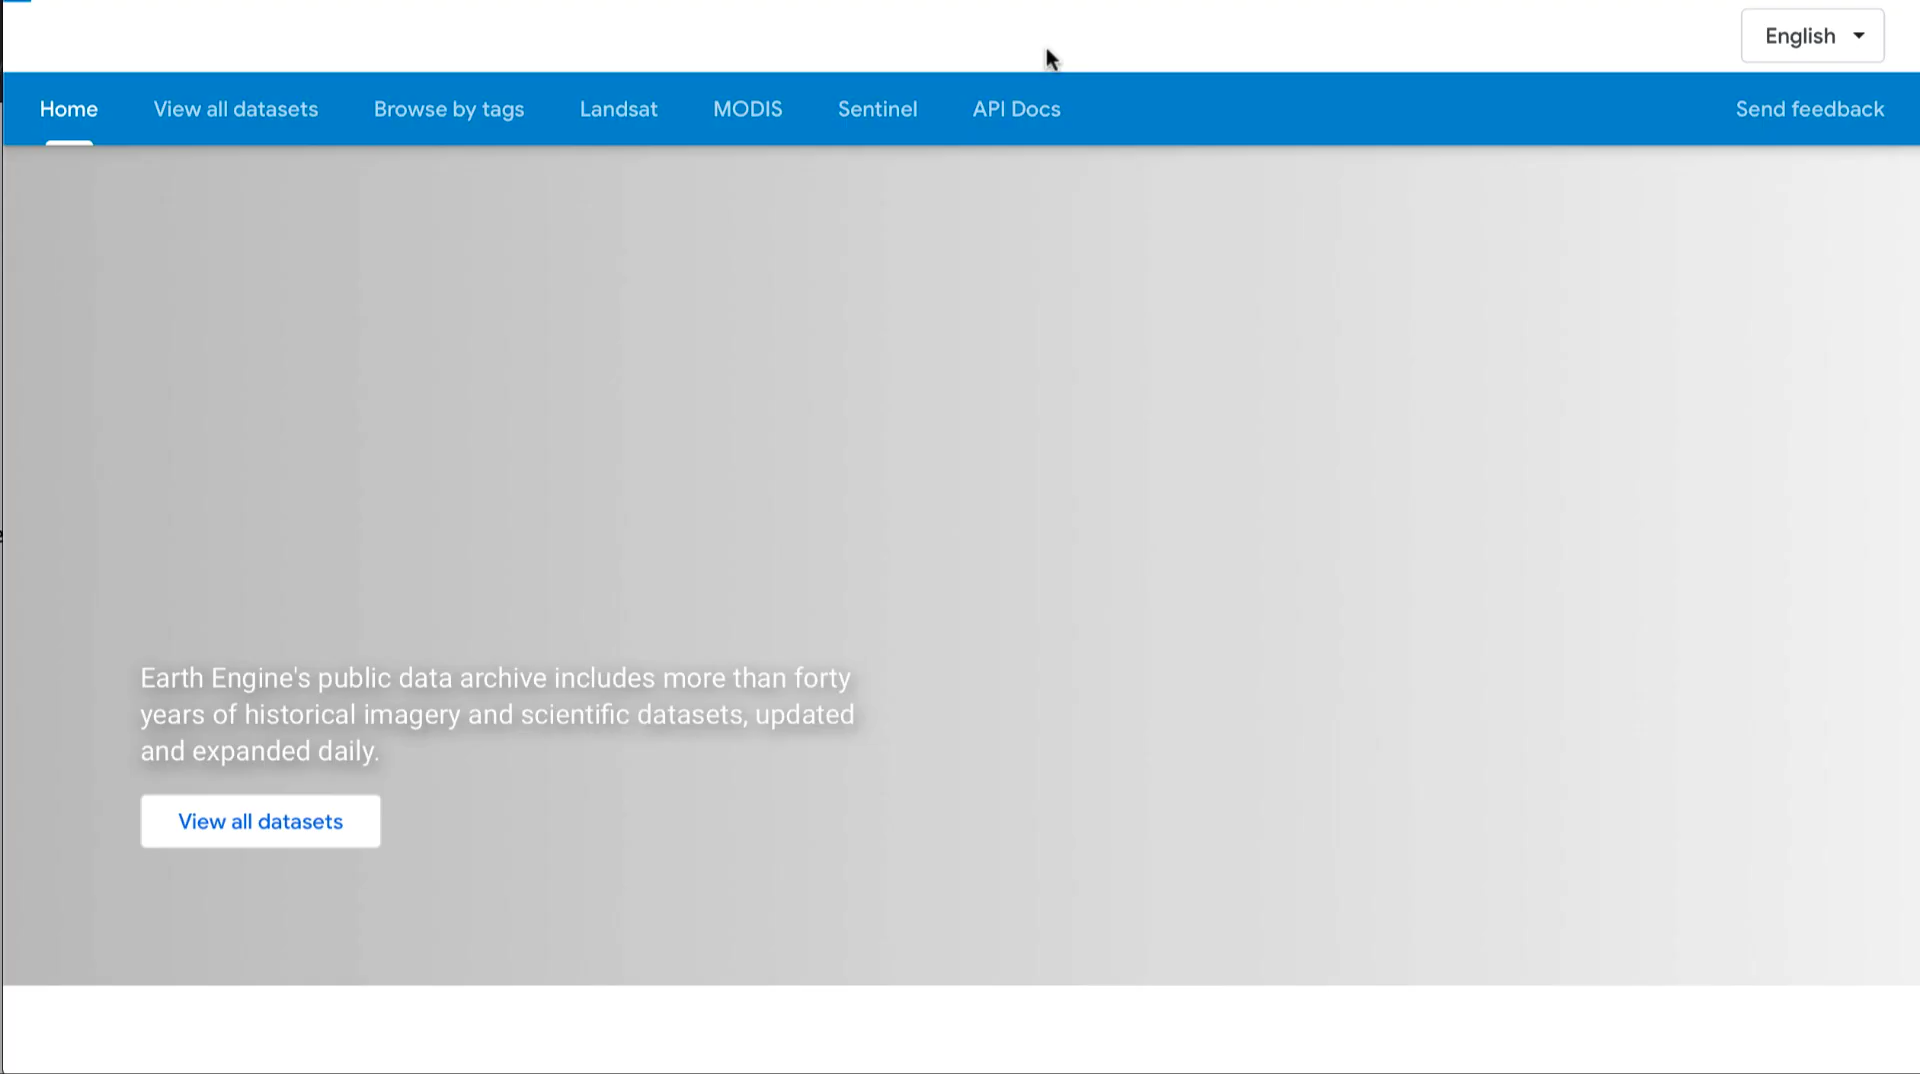 English
Home View all datasets Browse by tags Landsat MODIS Sentinel API Docs Send feedback
Earth Engine's public data archive includes more than forty
years of historical imagery and scientific datasets, updated
and expanded daily.
View all datasets